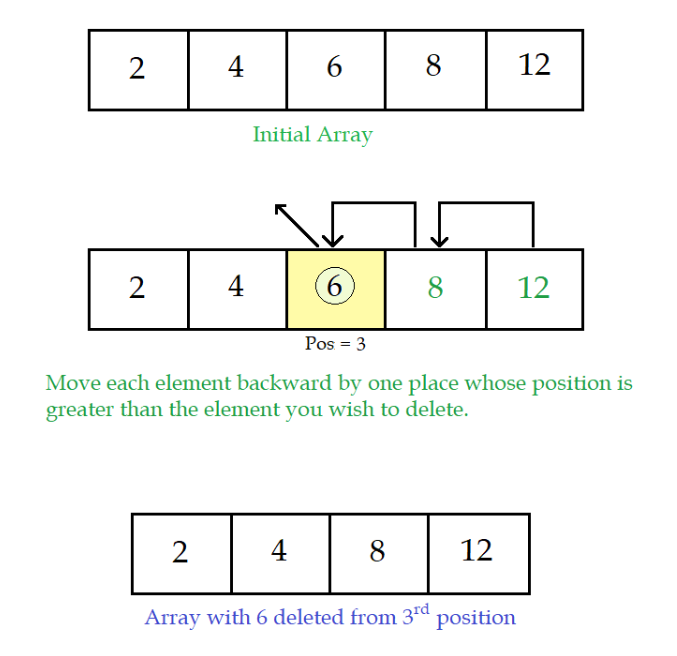 2 4 6 8 12
Initial Array
2 4 6 8 12
Pos = 3
Move each element backward by one place whose position is
greater than the element you wish to delete.
2 4 8 12
Array with 6 deleted from 3rd position